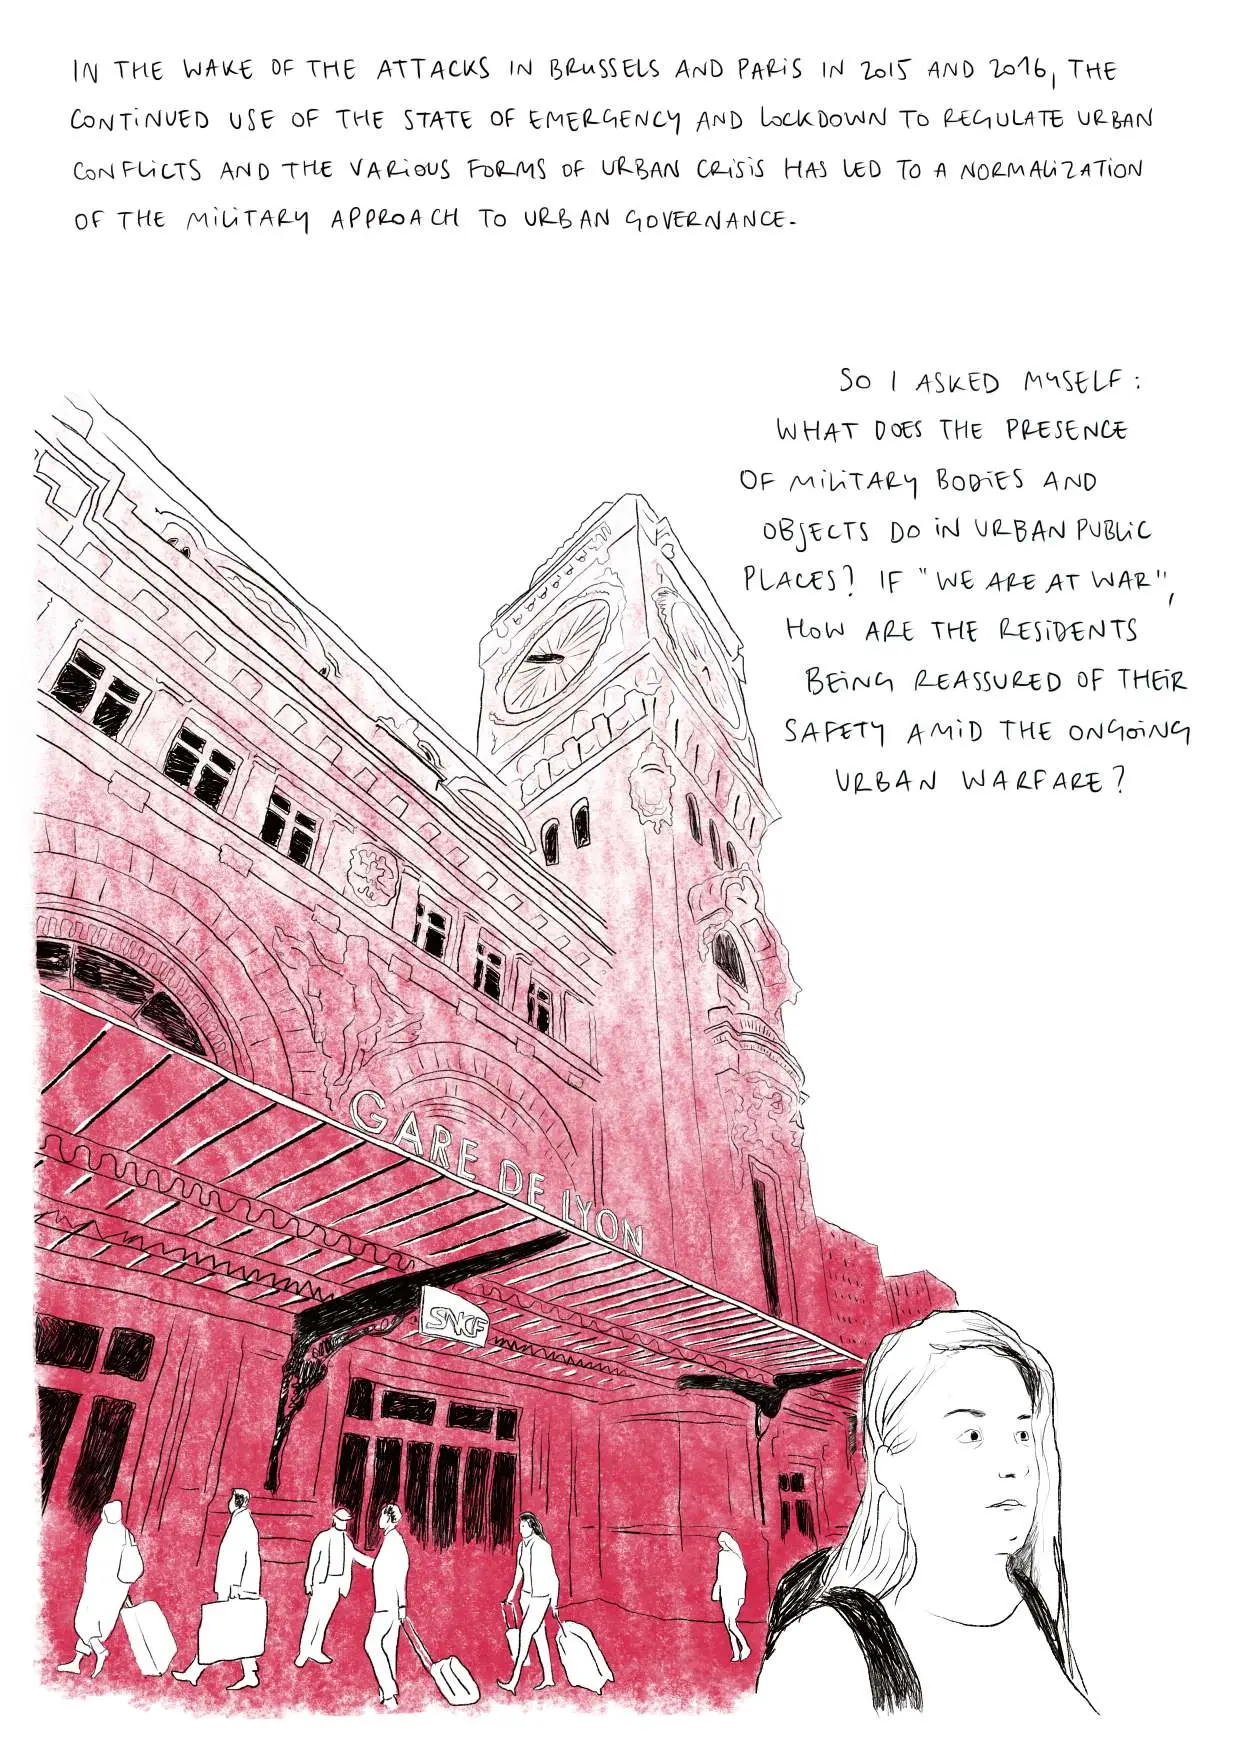 IN THE WAKE OF THE ATTACKS IN BRUSSELS AND PARIS IN 2015 AND 2016, THE
CONTINUED USE OF THE STATE OF EMERGENCY AND LOCKDOWN TO REGULATE URBAN
CONFLICTS AND THE VARIOUS FORMS OF URBAN CRISIS HAS LED TO A NORMALIZATION
OF THE MILITARY APPROACH TO URBAN GOVERNANCE.
SO I ASKED MYSELF:
WHAT DOES THE PRESENCE
OF MILITARY BODIES AND
OBJECTS DO IN URBAN PUBLIC
PLACES? IF "WE ARE AT WAR",
HOW ARE THE RESIDENTS
BEING REASSURED OF THEIR
SAFETY AMID THE ONGOING
URBAN WARFARE?
GARE DE LYON
SNCF